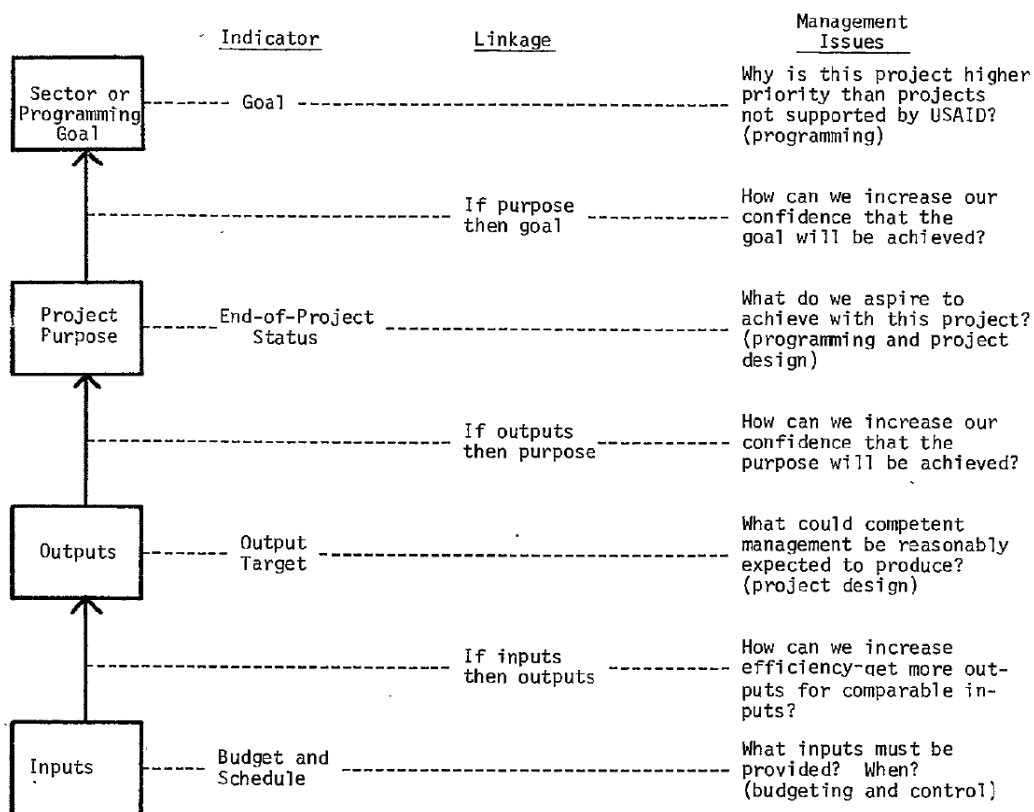 Indicator
Linkage
Management
Issues
Sector or
Programming
Goal
Goal
Why is this project higher
priority than projects
not supported by USAID?
(programming)
If purpose
then goal
How can we increase our
confidence that the
goal will be achieved?
Project
Purpose
End-of-Project
Status
What do we aspire to
achieve with this project?
(programming and project
design)
If outputs
then purpose
How can we increase our
confidence that the
purpose will be achieved?
Outputs
Output
Target
What could competent
management be reasonably
expected to produce?
(project design)
If inputs
then outputs
How can we increase
efficiency-get more out-
puts for comparable in-
puts?
Inputs
Budget and
Schedule
What inputs must be
provided? When?
(budgeting and control)